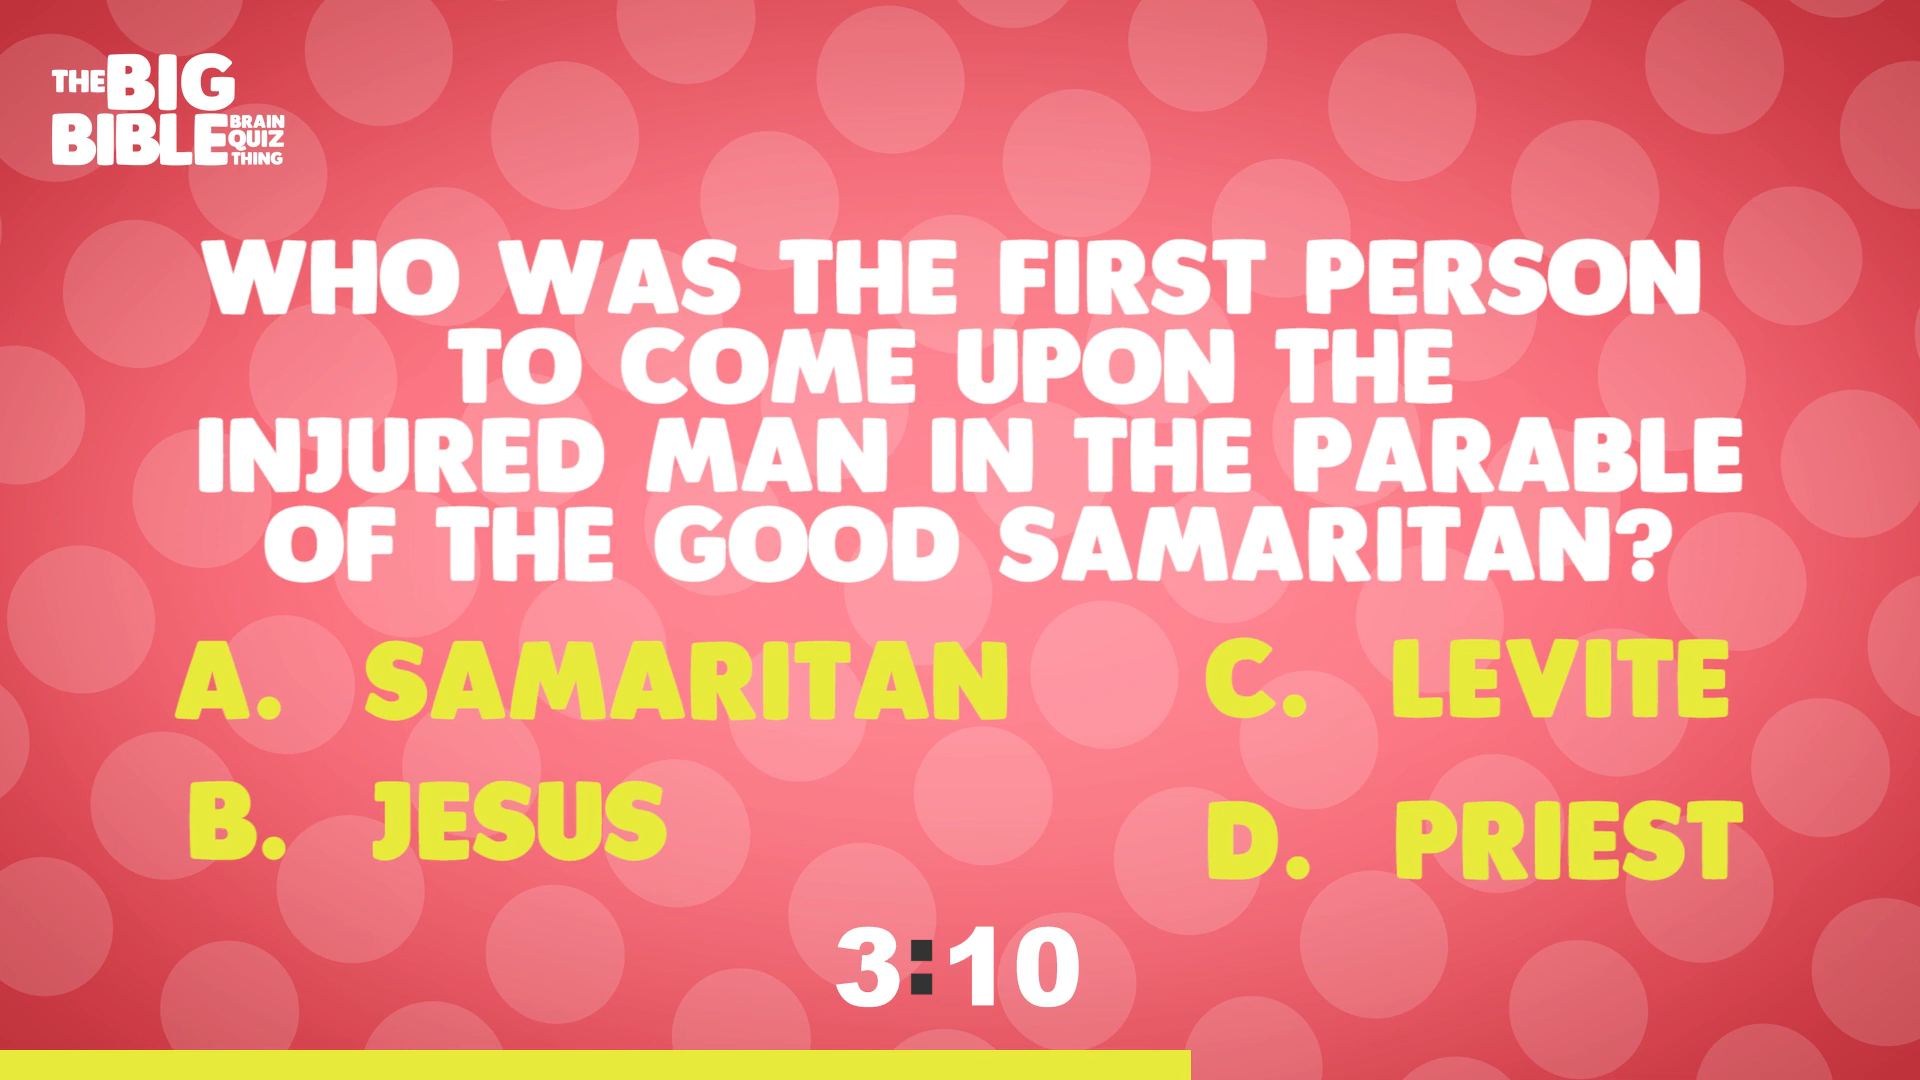 THE BIG
BIBLE BRAIN QUIZ THING
WHO WAS THE FIRST PERSON
TO COME UPON THE
INJURED MAN IN THE PARABLE
OF THE GOOD SAMARITAN?
A. SAMARITAN
B. JESUS
C. LEVITE
D. PRIEST
3:10